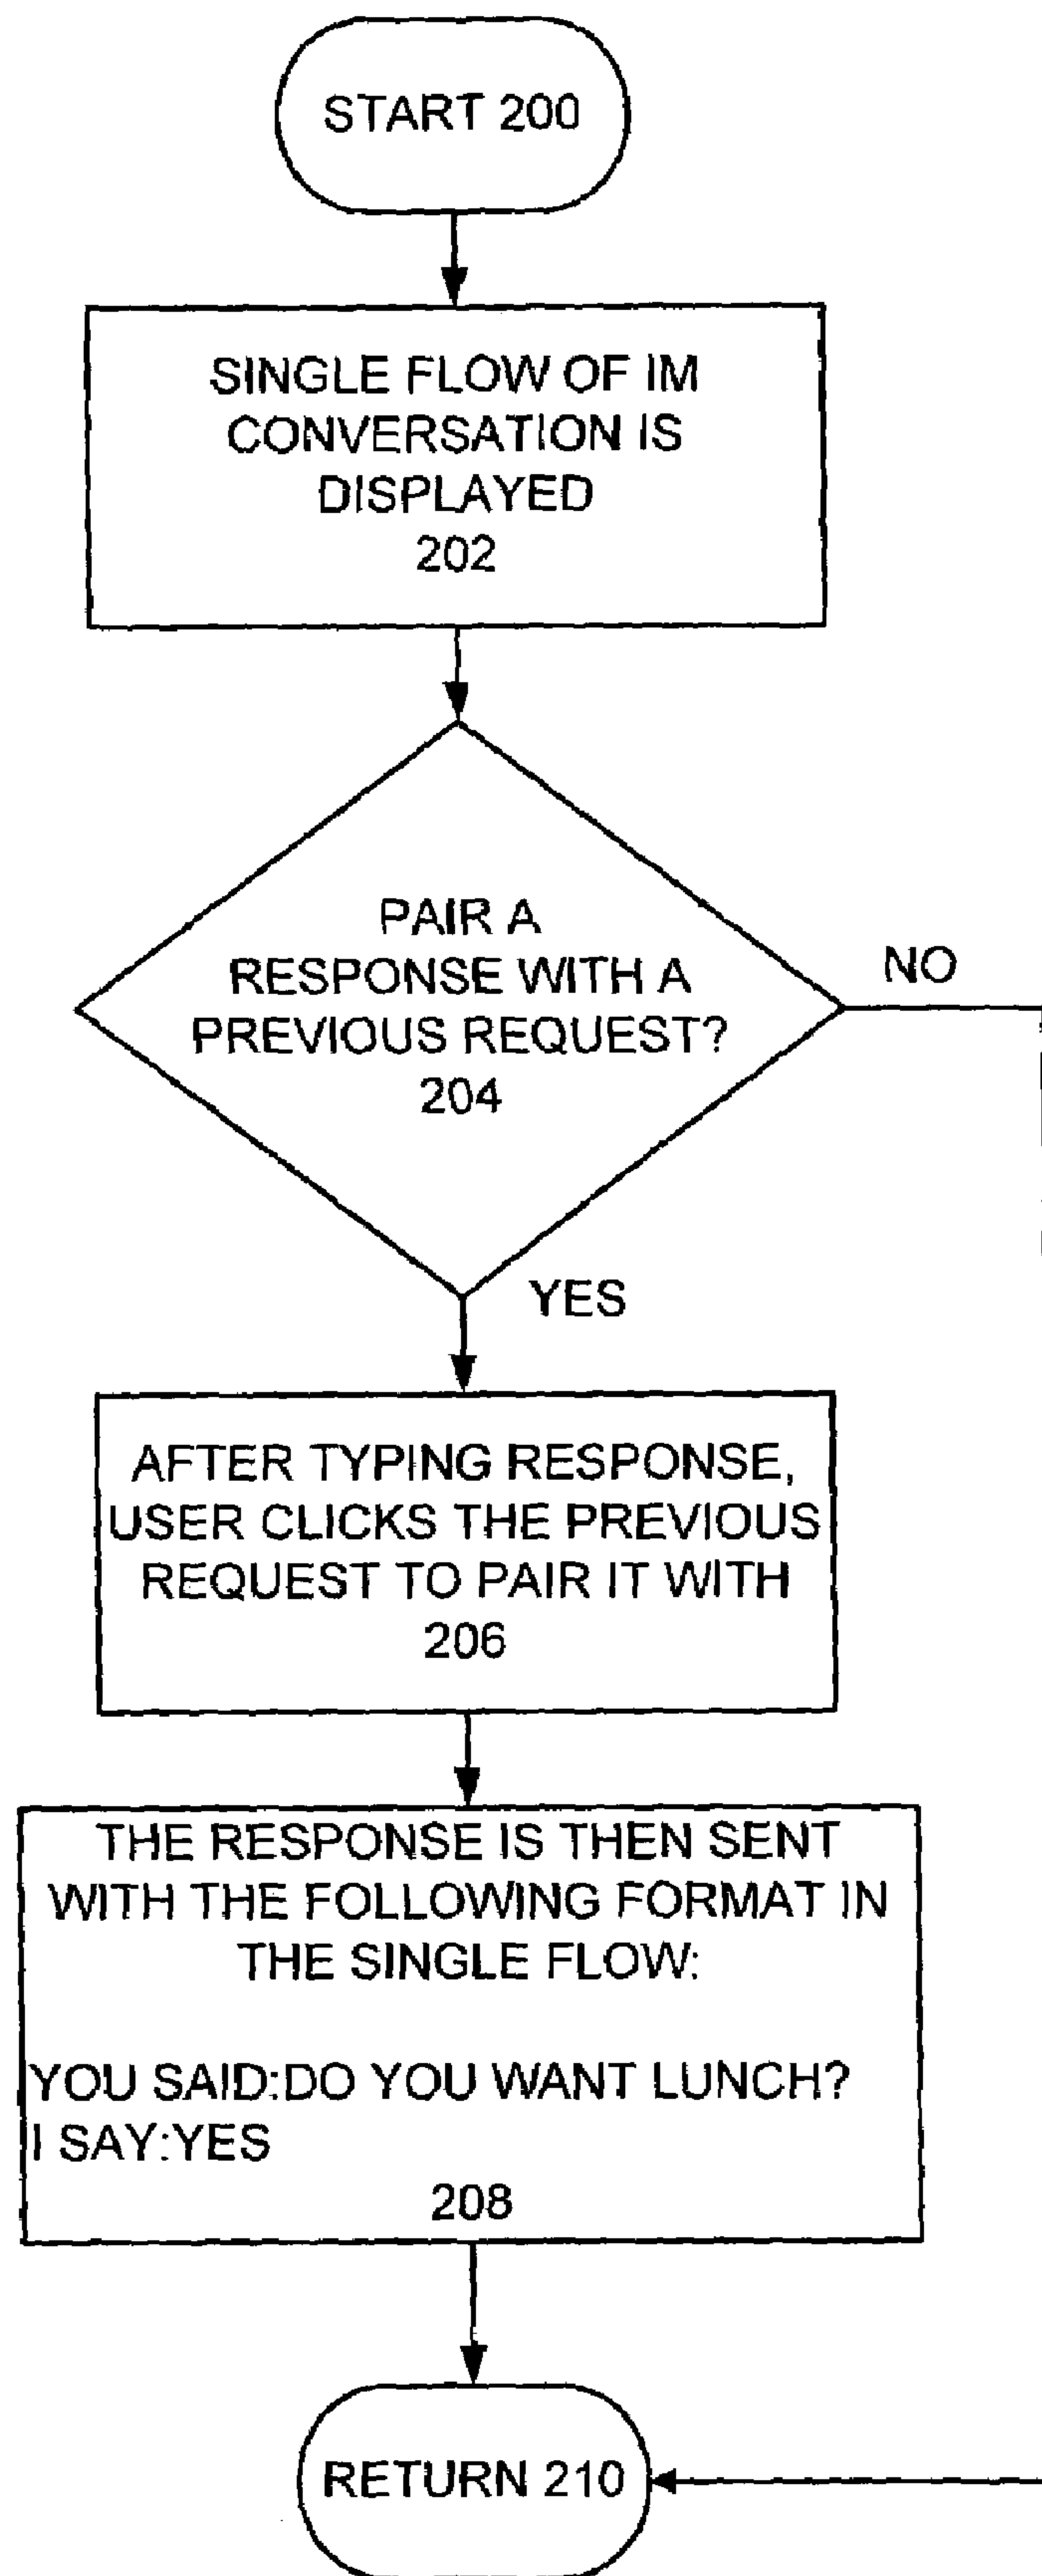 START 200
SINGLE FLOW OF IM
CONVERSATION IS
DISPLAYED
202
PAIR A
RESPONSE WITH A
PREVIOUS REQUEST?
204
NO
YES
AFTER TYPING RESPONSE,
USER CLICKS THE PREVIOUS
REQUEST TO PAIR IT WITH
206
THE RESPONSE IS THEN SENT
WITH THE FOLLOWING FORMAT IN
THE SINGLE FLOW:
YOU SAID:DO YOU WANT LUNCH?
I SAY:YES
208
RETURN 210